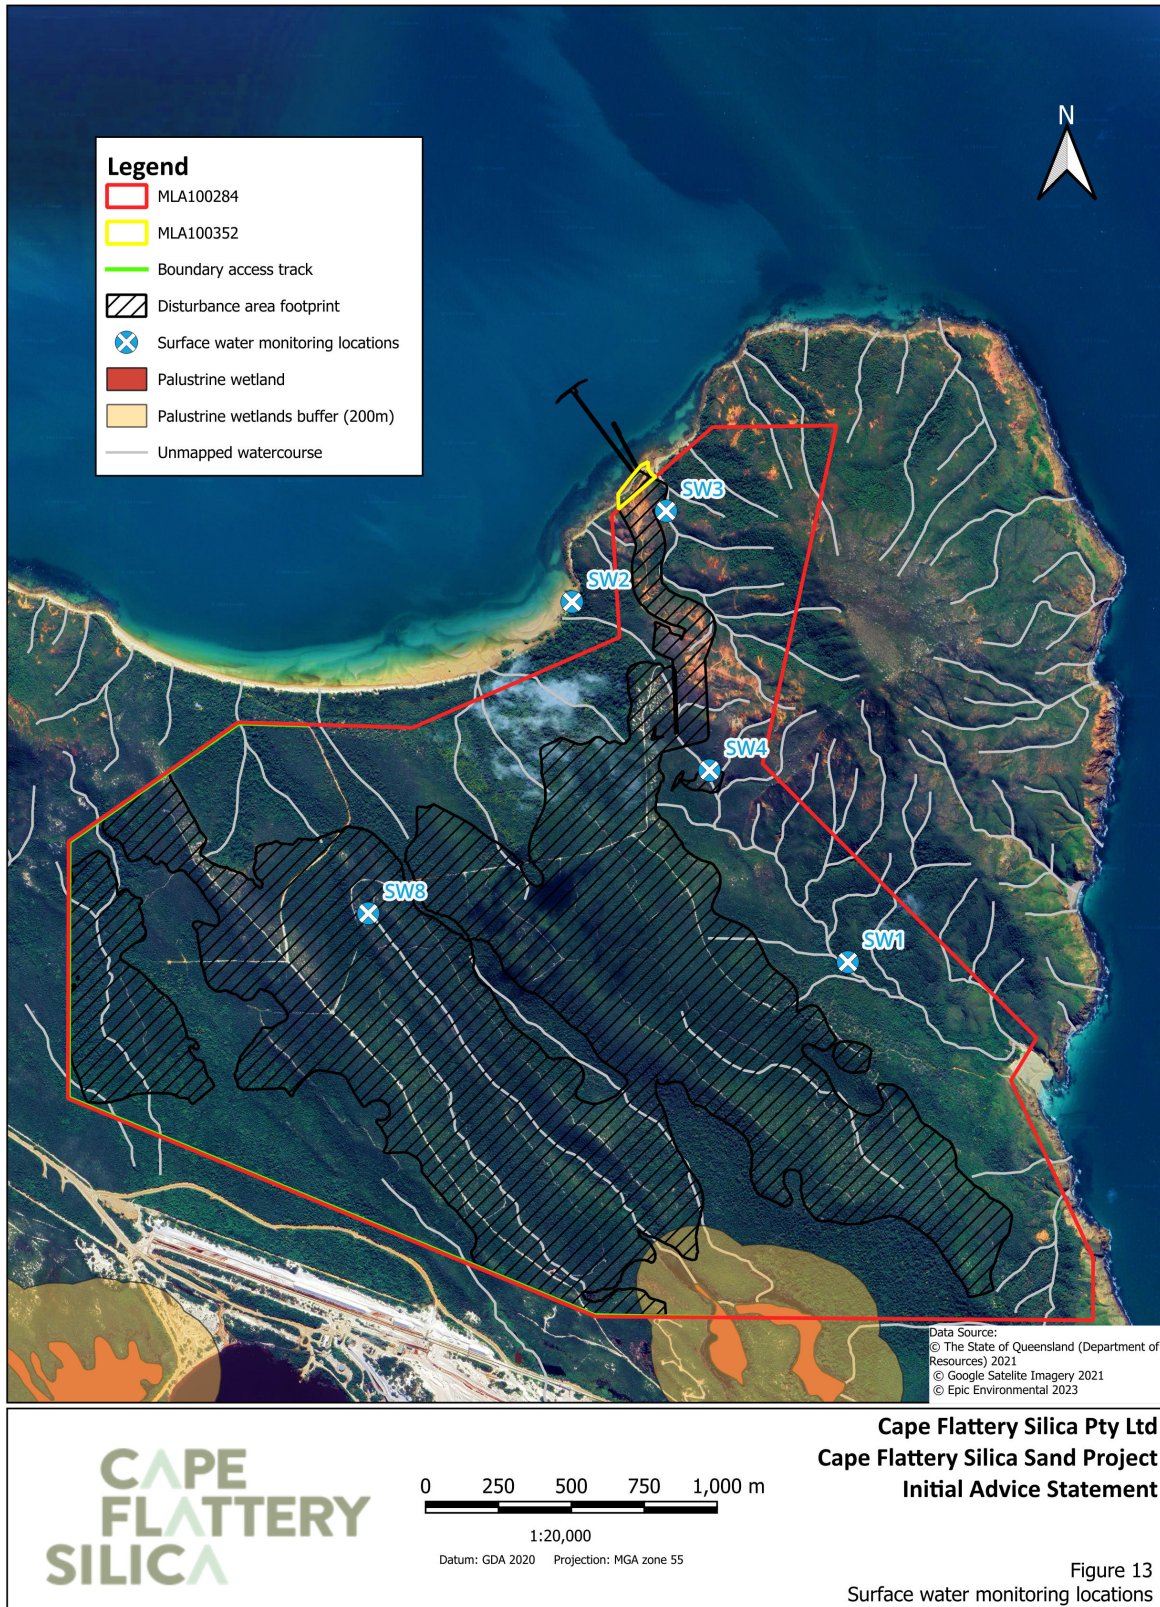 N
Legend
MLA100284
MLA100352
Boundary access track
Disturbance area footprint
Surface water monitoring locations
Palustrine wetland
Palustrine wetlands buffer (200m)
Unmapped watercourse
SW3
SW2
SW4
SW8
SW1
Data Source:
© The State of Queensland (Department of
Resources) 2021
© Google Satelite Imagery 2021
© Epic Environmental 2023
CAPE
FLATTERY
SILICA
0 250 500 750 1,000 m
1:20,000
Datum: GDA 2020 Projection: MGA zone 55
Cape Flattery Silica Pty Ltd
Cape Flattery Silica Sand Project
Initial Advice Statement
Figure 13
Surface water monitoring locations